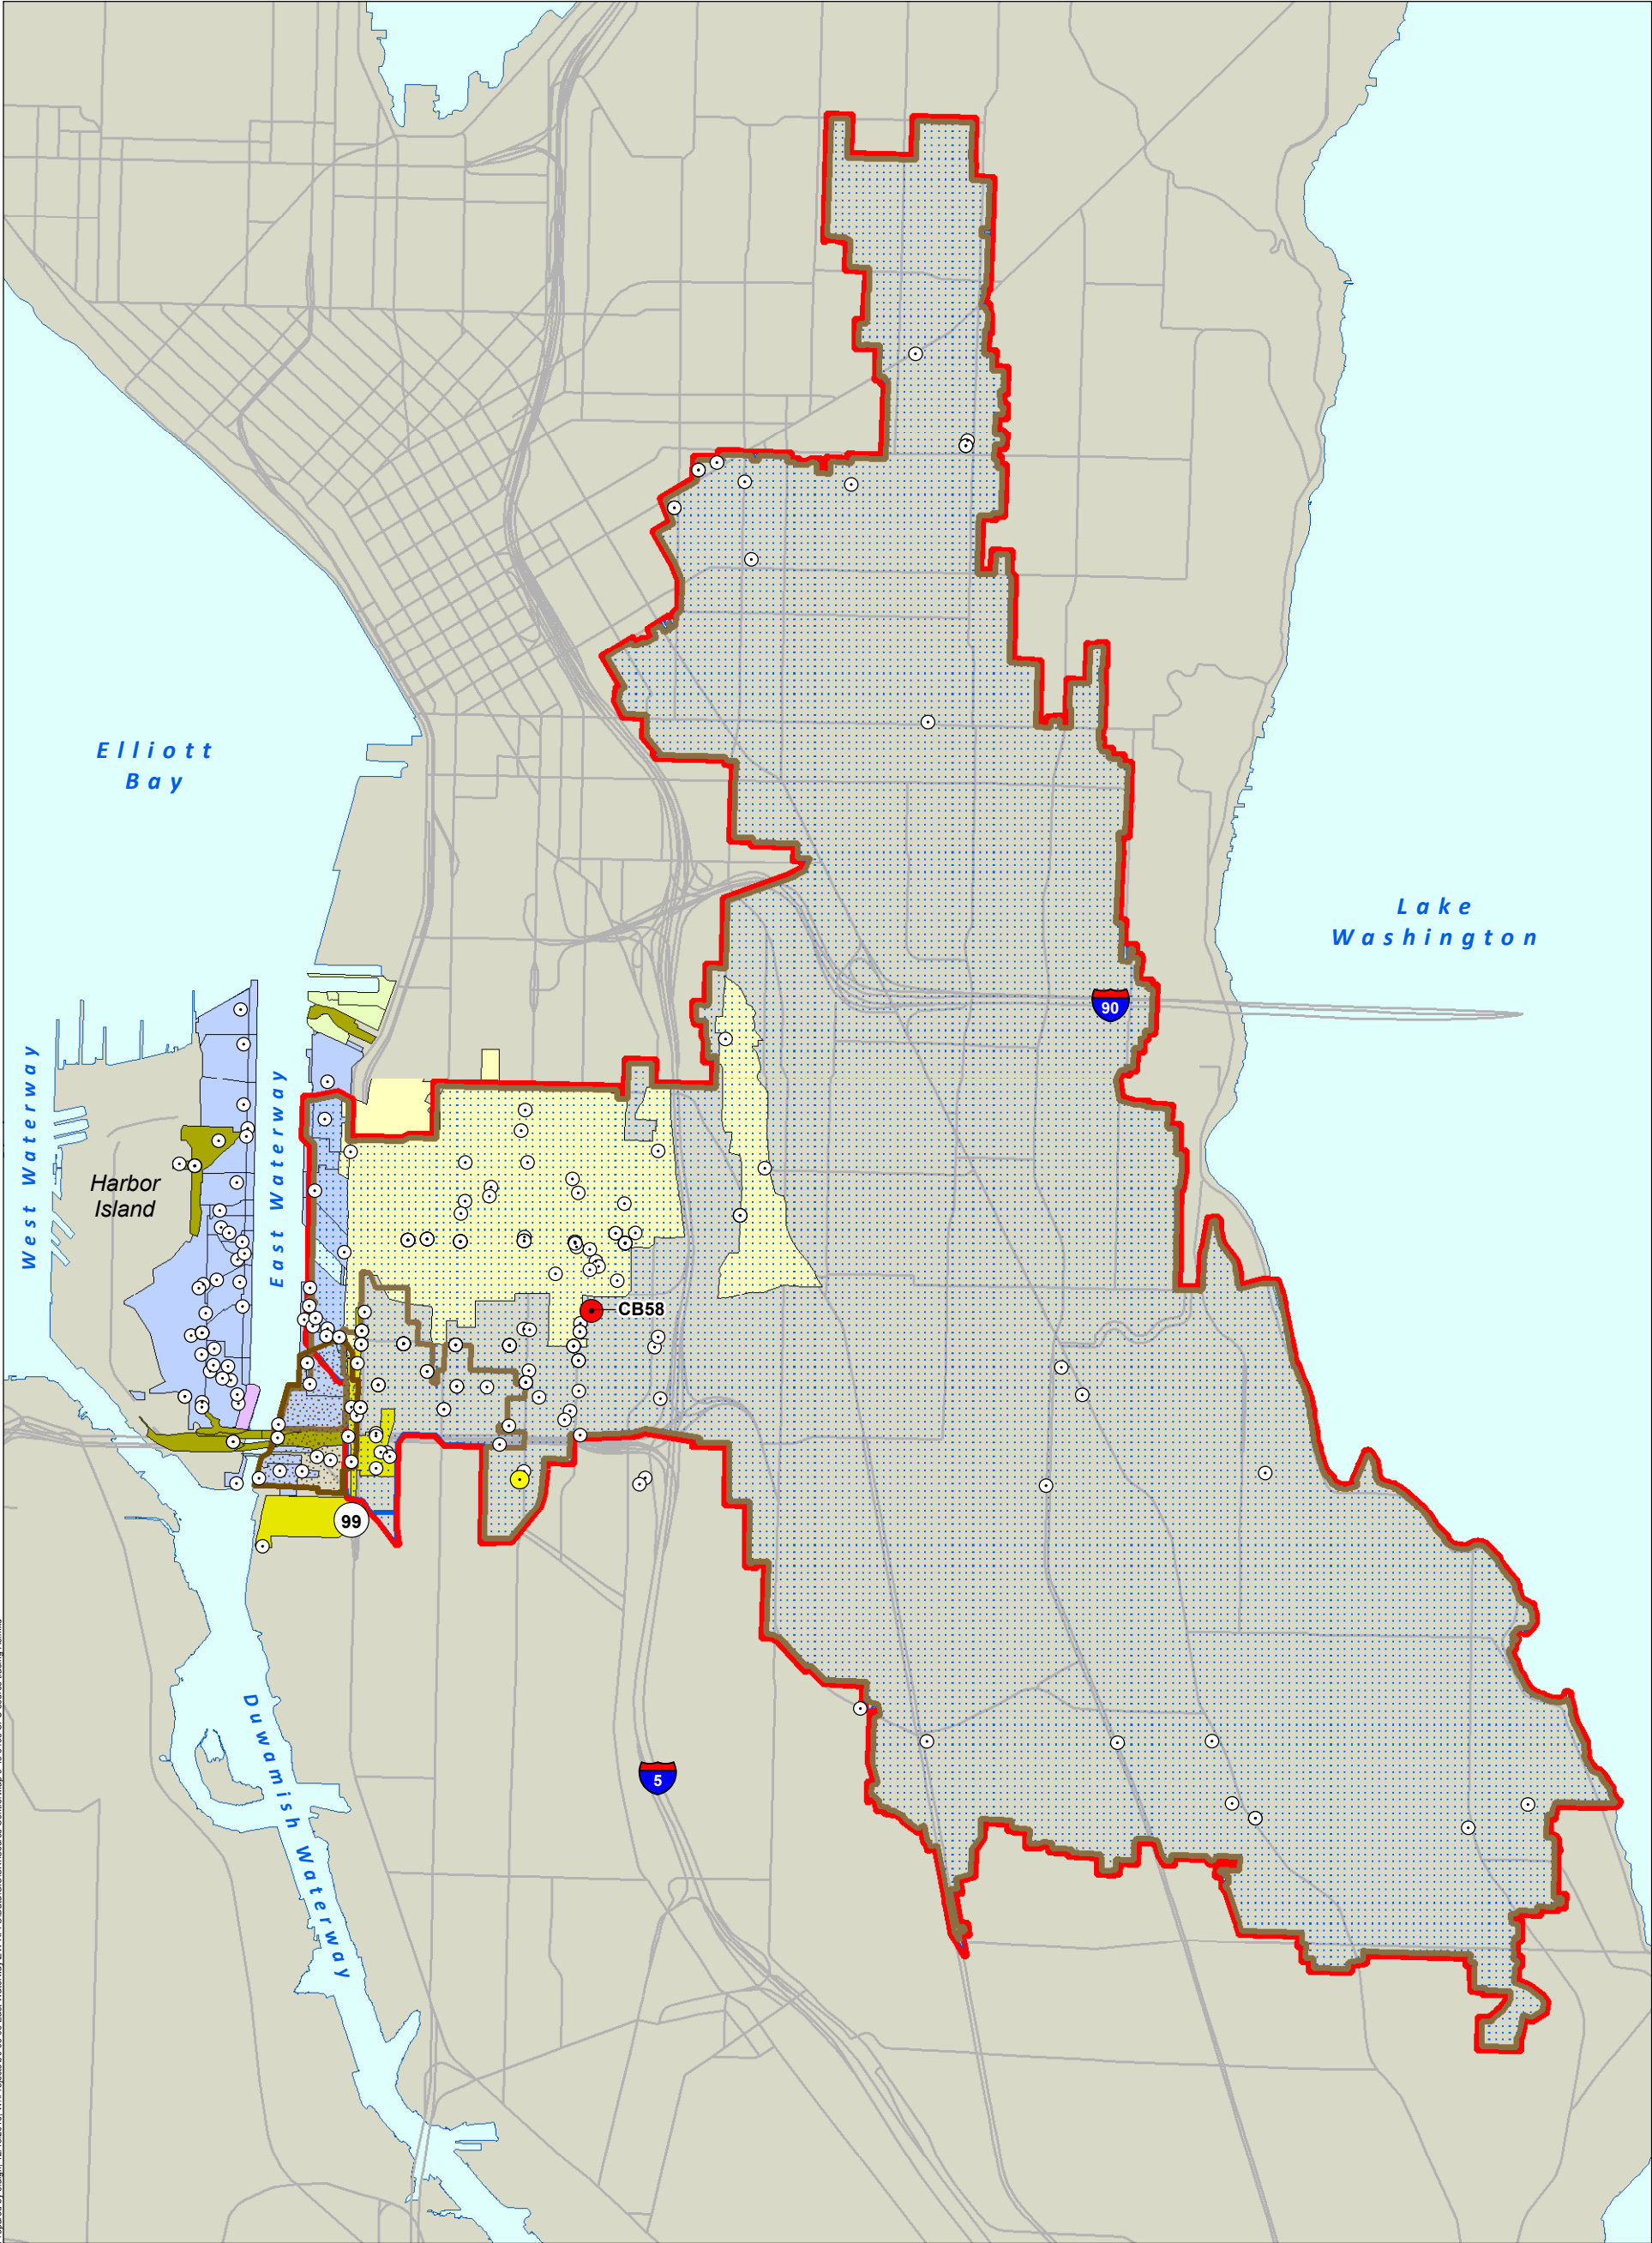 Elliott
Bay
Lake
Washington
90
West Waterway
East Waterway
Harbor
Island
CB58
99
5
Duwamish Waterway